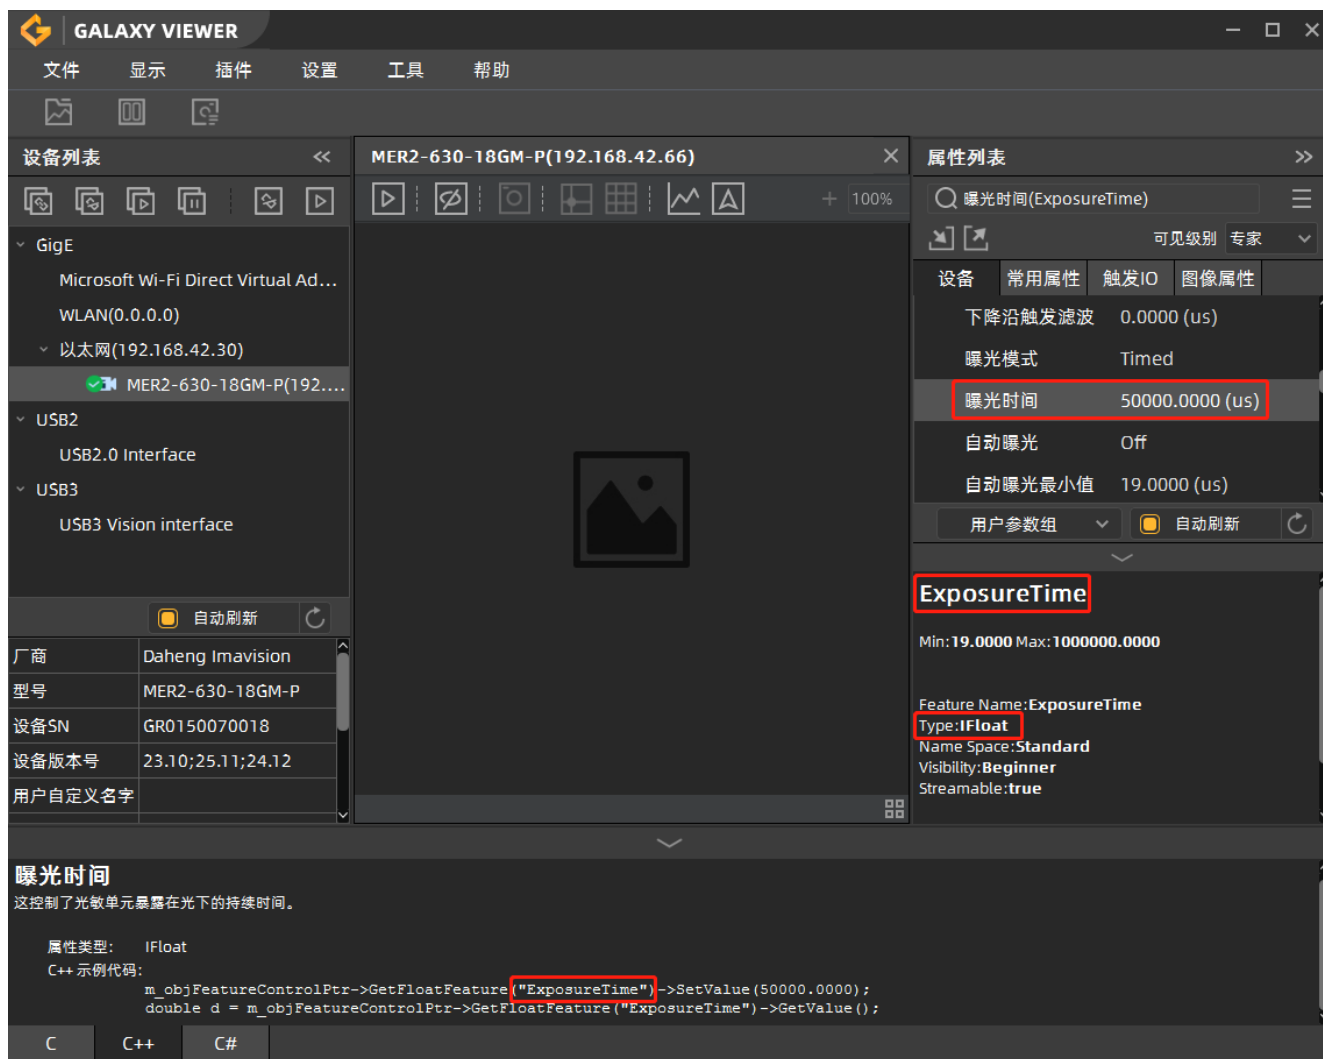 GALAXY VIEWER
文件 显示 插件 设置 工具 帮助
设备列表
GigE
Microsoft Wi-Fi Direct Virtual Ad...
WLAN(0.0.0.0)
以太网(192.168.42.30)
MER2-630-18GM-P(192....
USB2
USB2.0 Interface
USB3
USB3 Vision interface
自动刷新
厂商 Daheng Imavision
型号 MER2-630-18GM-P
设备SN GR0150070018
设备版本号 23.10;25.11;24.12
用户自定义名字
MER2-630-18GM-P(192.168.42.66)
100%
属性列表
曝光时间(ExposureTime)
可见级别 专家
设备 常用属性 触发IO 图像属性
下降沿触发滤波 0.0000 (us)
曝光模式 Timed
曝光时间 50000.0000 (us)
自动曝光 Off
自动曝光最小值 19.0000 (us)
用户参数组 自动刷新
ExposureTime
Min:19.0000 Max:1000000.0000
Feature Name:ExposureTime
Type:IFloat
Name Space:Standard
Visibility:Beginner
Streamable:true
曝光时间
这控制了光敏单元暴露在光下的持续时间。
属性类型: IFloat
C++ 示例代码:
m_objFeatureControlPtr->GetFloatFeature("ExposureTime")->SetValue(50000.0000);
double d = m_objFeatureControlPtr->GetFloatFeature("ExposureTime")->GetValue();
C C++ C#